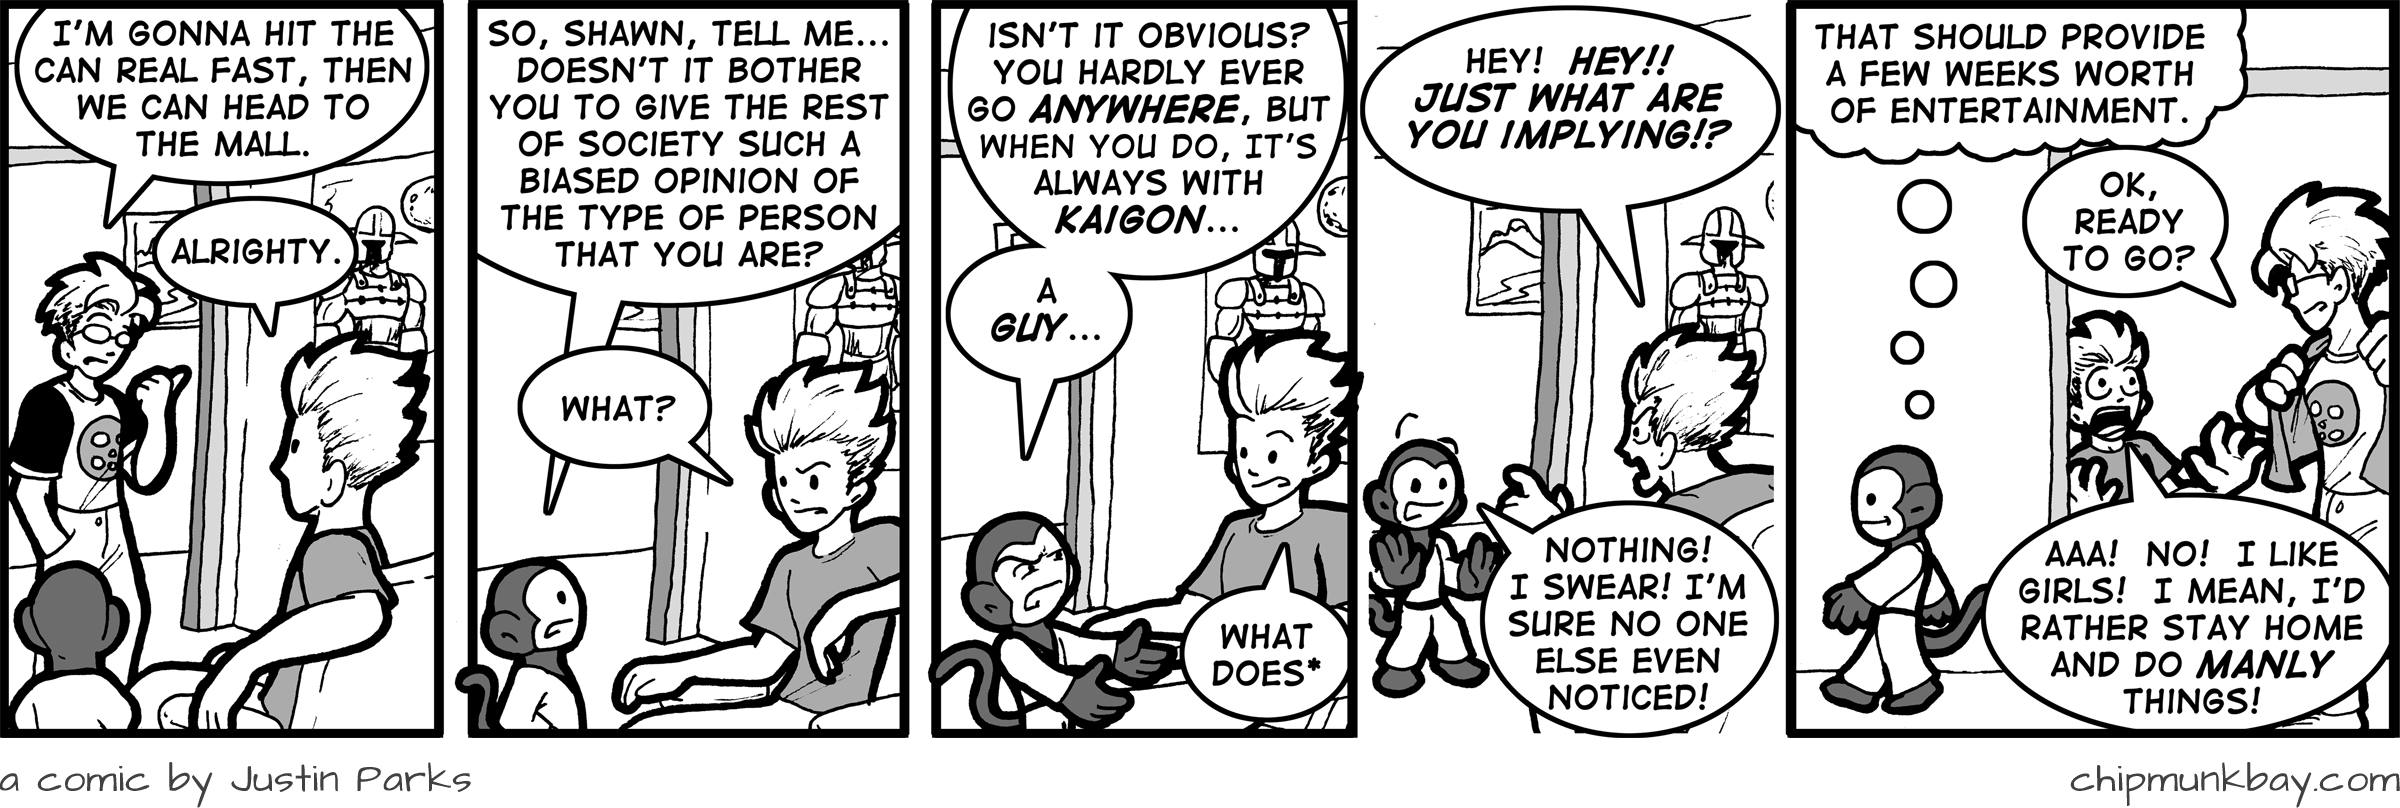 I'M GONNA HIT THE
CAN REAL FAST, THEN
WE CAN HEAD TO
THE MALL.
ALRIGHTY.
SO, SHAWN, TELL ME...
DOESN'T IT BOTHER
YOU TO GIVE THE REST
OF SOCIETY SUCH A
BIASED OPINION OF
THE TYPE OF PERSON
THAT YOU ARE?
WHAT?
ISN'T IT OBVIOUS?
YOU HARDLY EVER
GO ANYWHERE, BUT
WHEN YOU DO, IT'S
ALWAYS WITH
KAIGON...
A
GUY...
WHAT
DOES*
HEY! HEY!!
JUST WHAT ARE
YOU IMPLYING!?
NOTHING!
I SWEAR! I'M
SURE NO ONE
ELSE EVEN
NOTICED!
THAT SHOULD PROVIDE
A FEW WEEKS WORTH
OF ENTERTAINMENT.
OK,
READY
TO GO?
AAA! NO! I LIKE
GIRLS! I MEAN, I'D
RATHER STAY HOME
AND DO MANLY
THINGS!
a comic by Justin Parks
chipmunkbay.com